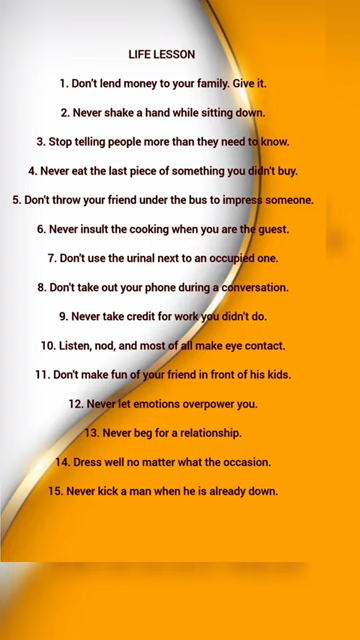 LIFE LESSON
1. Don't lend money to your family. Give it.
2. Never shake a hand while sitting down.
3. Stop telling people more than they need to know.
4. Never eat the last piece of something you didn't buy.
5. Don't throw your friend under the bus to impress someone.
6. Never insult the cooking when you are the guest.
7. Don't use the urinal next to an occupied one.
8. Don't take out your phone during a conversation.
9. Never take credit for work you didn't do.
10. Listen, nod, and most of all make eye contact.
11. Don't make fun of your friend in front of his kids.
12. Never let emotions overpower you.
13. Never beg for a relationship.
14. Dress well no matter what the occasion.
15. Never kick a man when he is already down.